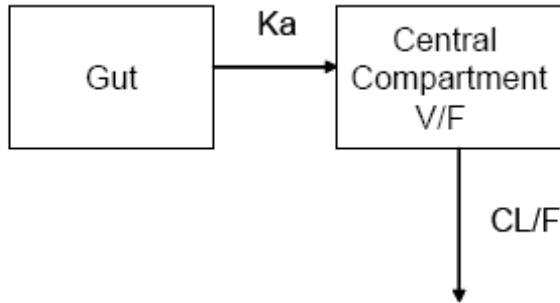 Ka
Gut
Central
Compartment
V/F
CL/F